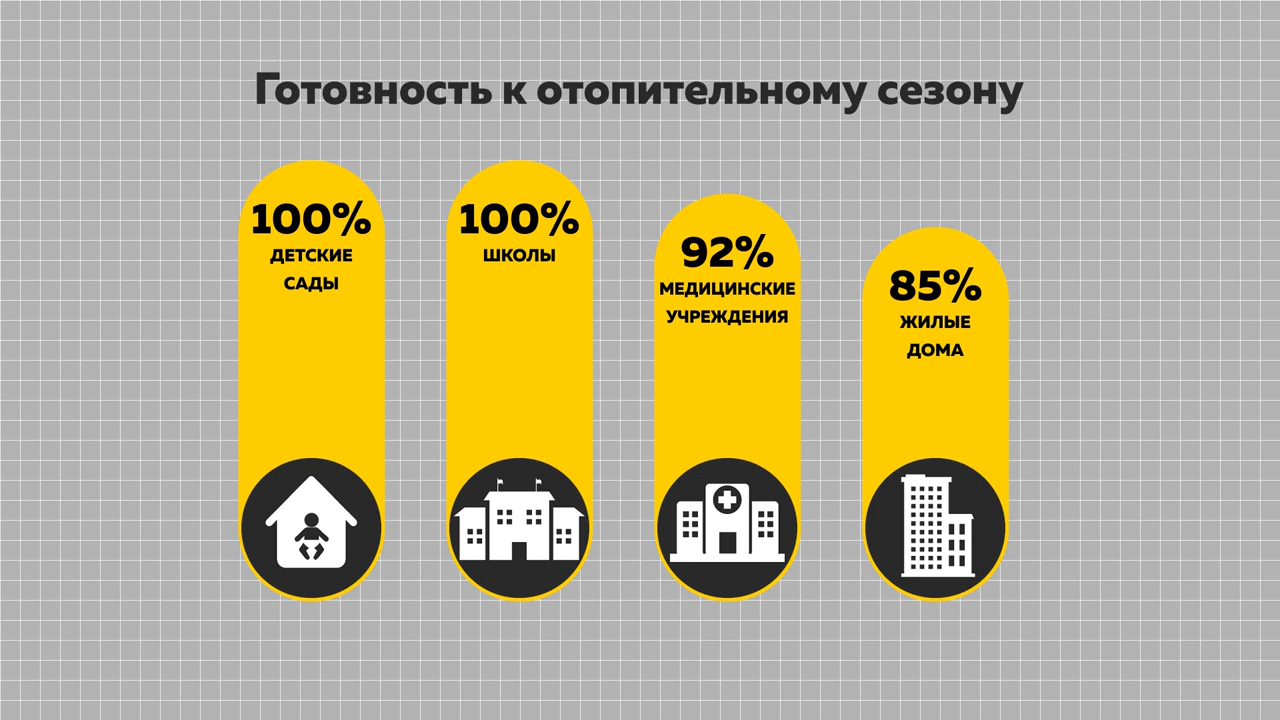 Готовность к отопительному сезону
100%
ДЕТСКИЕ
САДЫ
100%
ШКОЛЫ
92%
МЕДИЦИНСКИЕ
УЧРЕЖДЕНИЯ
85%
ЖИЛЫЕ
ДОМА